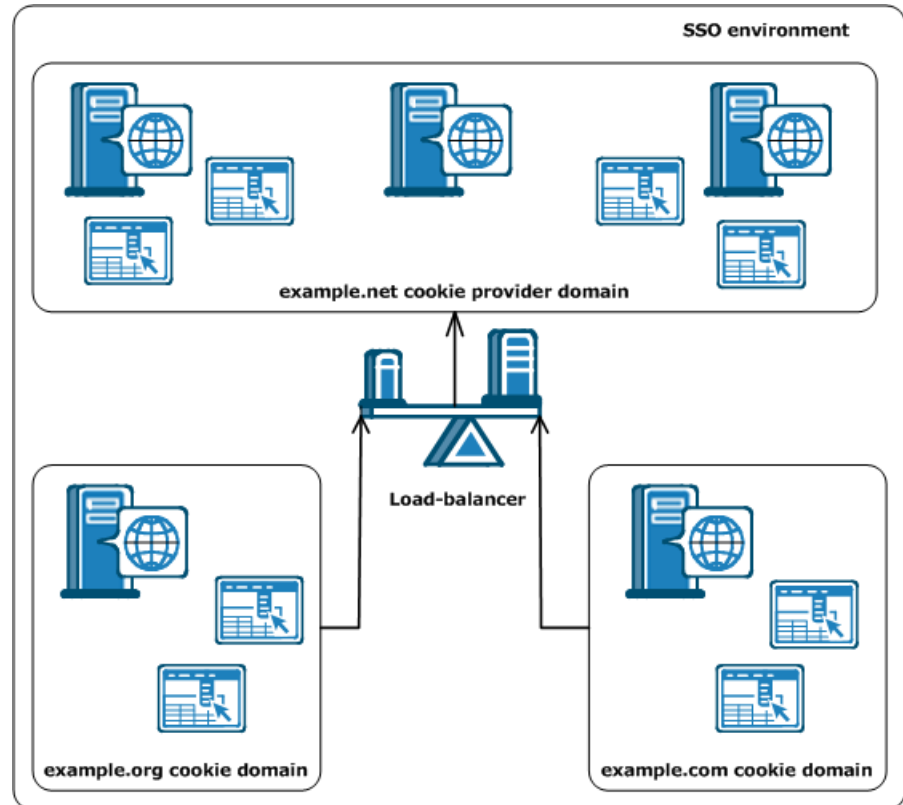 SSO environment
example.net cookie provider domain
Load-balancer
example.org cookie domain
example.com cookie domain